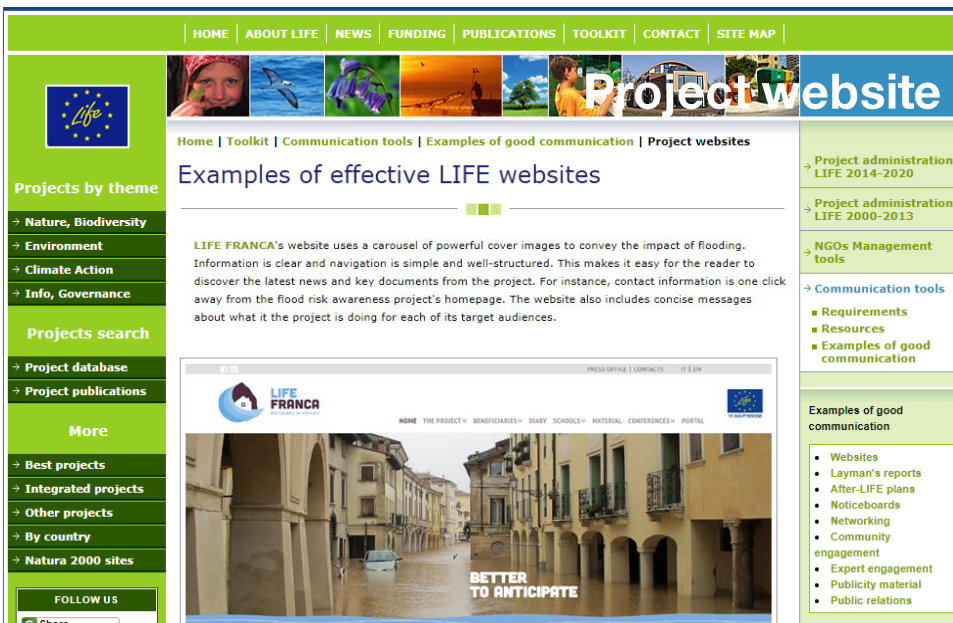 HOME | ABOUT LIFE | NEWS | FUNDING | PUBLICATIONS | TOOLKIT | CONTACT | SITE MAP
Life
Project website
Home | Toolkit | Communication tools | Examples of good communication | Project websites
Examples of effective LIFE websites
Projects by theme
Nature, Biodiversity
Environment
Climate Action
Info, Governance
Projects search
Project database
Project publications
More
Best projects
Integrated projects
Other projects
By country
Natura 2000 sites
FOLLOW US
Share
LIFE FRANCA's website uses a carousel of powerful cover images to convey the impact of flooding.
Information is clear and navigation is simple and well-structured. This makes it easy for the reader to
discover the latest news and key documents from the project. For instance, contact information is one click
away from the flood risk awareness project's homepage. The website also includes concise messages
about what it the project is doing for each of its target audiences.
PRESS OFFICE | CONTACTS IT | EN
LIFE
FRANCA
HOME THE PROJECT BENEFICIARIES DIARY SCHOOLS MATERIAL CONFERENCES PORTAL
BETTER
TO ANTICIPATE
Project administration
LIFE 2014-2020
Project administration
LIFE 2000-2013
NGOs Management
tools
Communication tools
Requirements
Resources
Examples of good
communication
Examples of good
communication
Websites
Layman's reports
After-LIFE plans
Noticeboards
Networking
Community
engagement
Expert engagement
Publicity material
Public relations